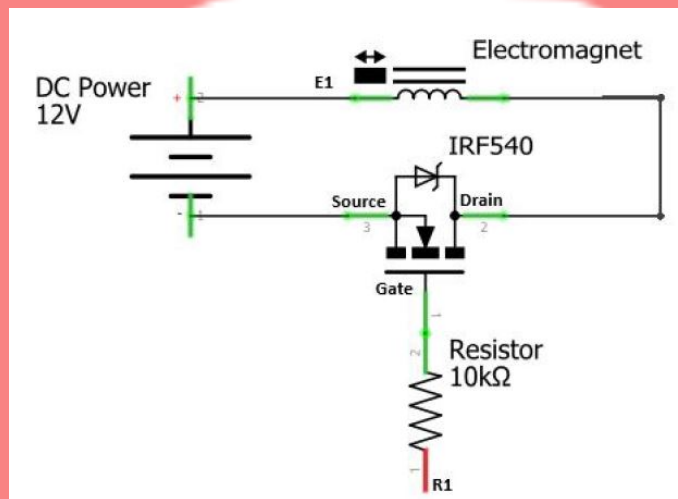 Electromagnet
DC Power
12V
E1
+
2
IRF540
Source
Drain
-
1
3
2
Gate
1
2
Resistor
10kΩ
1
R1